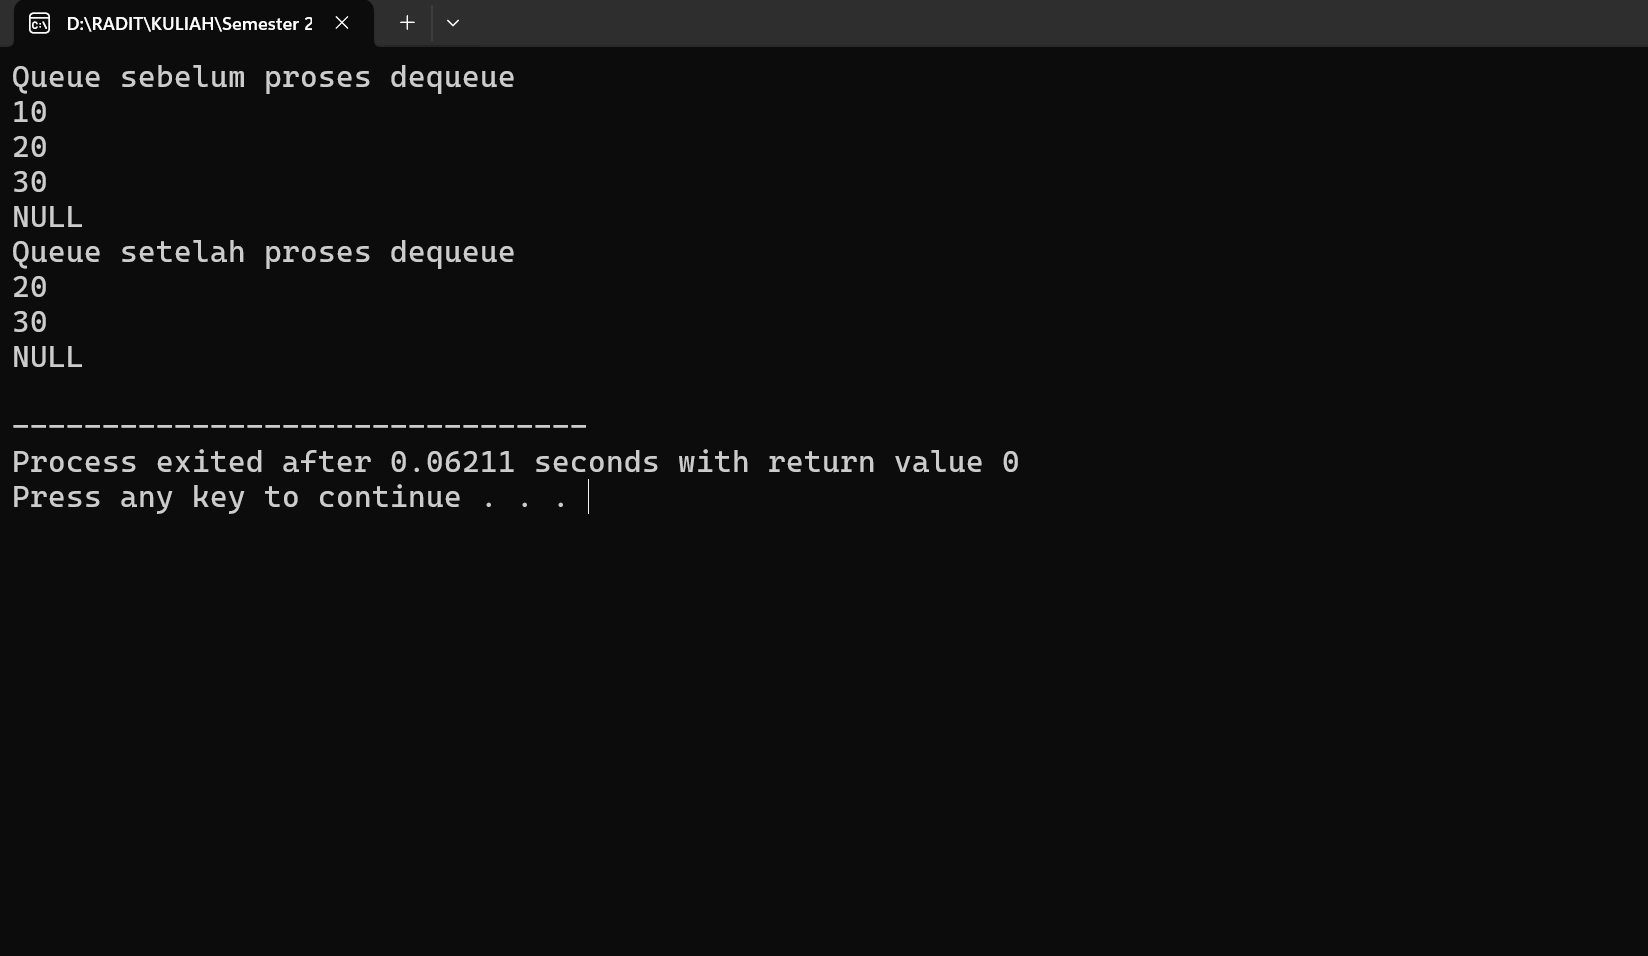 D:\RADIT\KULIAH\Semester 2
Queue sebelum proses dequeue
10
20
30
NULL
Queue setelah proses dequeue
20
30
NULL
--------------------------------
Process exited after 0.06211 seconds with return value 0
Press any key to continue . . .